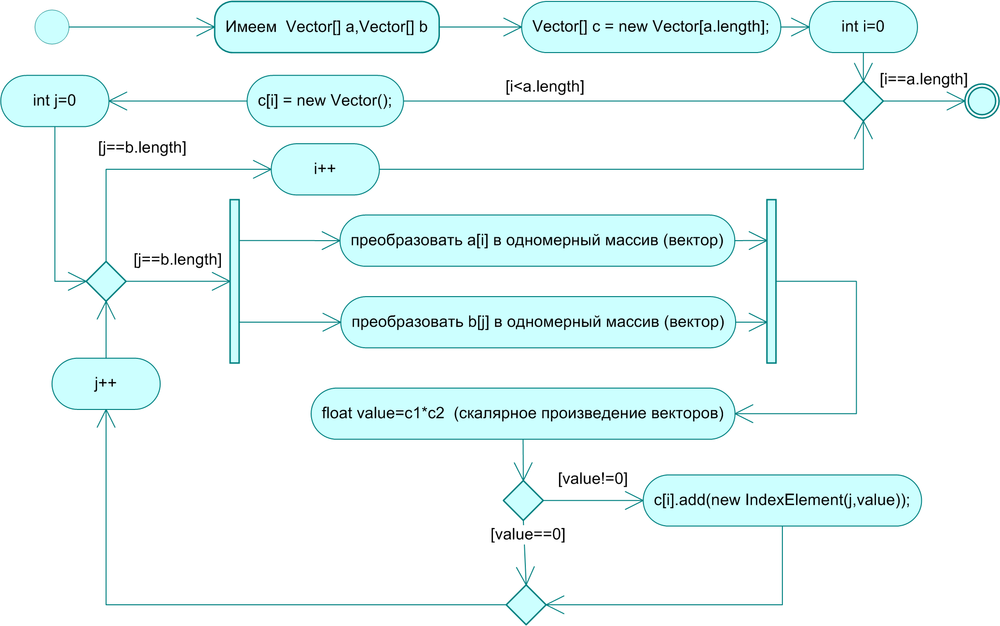 Имеем  Vector[] a,Vector[] b
Vector[] c = new Vector[a.length];
int i=0
[i==a.length]
[i<a.length]
c[i] = new Vector();
int j=0
[j==b.length]
i++
[j==b.length]
преобразовать a[i] в одномерный массив (вектор)
преобразовать b[j] в одномерный массив (вектор)
j++
float value=c1*c2  (скалярное произведение векторов)
[value!=0]
c[i].add(new IndexElement(j,value));
[value==0]